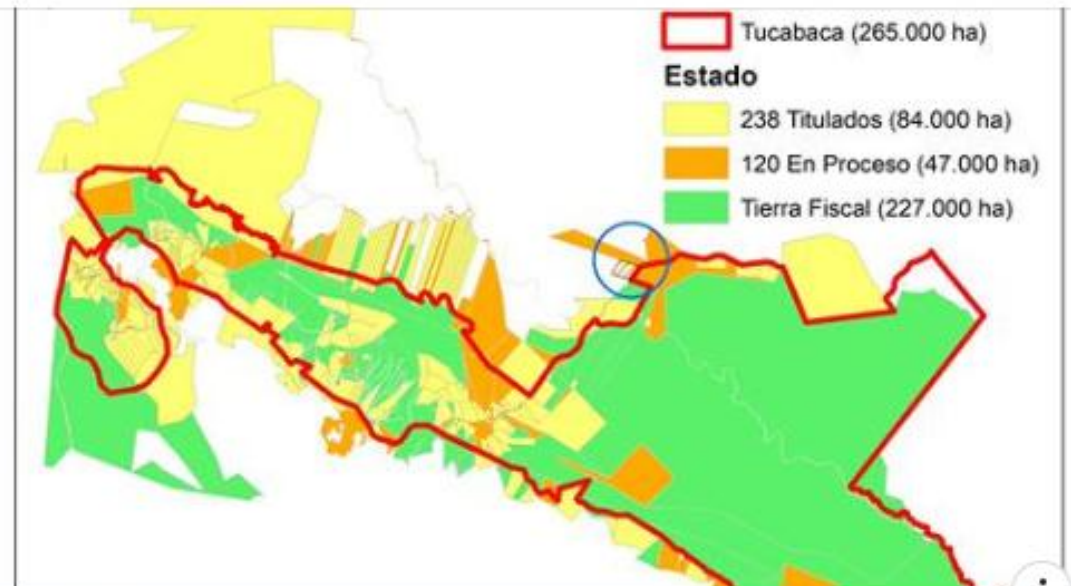 Tucabaca (265.000 ha)
Estado
238 Titulados (84.000 ha)
120 En Proceso (47.000 ha)
Tierra Fiscal (227.000 ha)